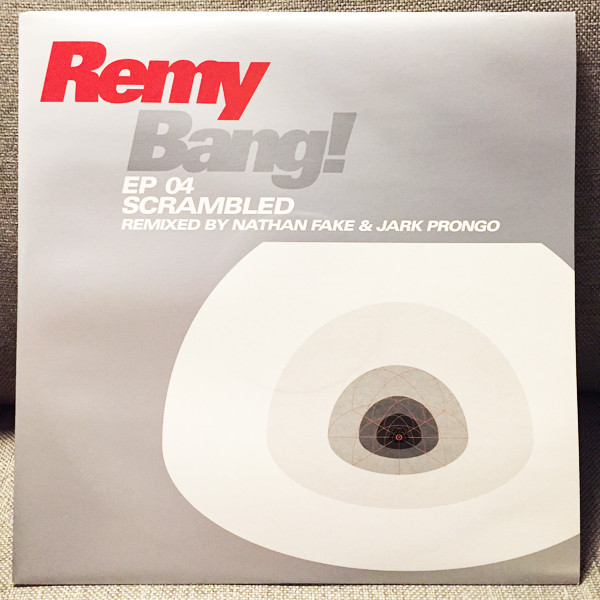 Remy
Bang!
EP 04
SCRAMBLED
REMIXED BY NATHAN FAKE & JARK PRONGO